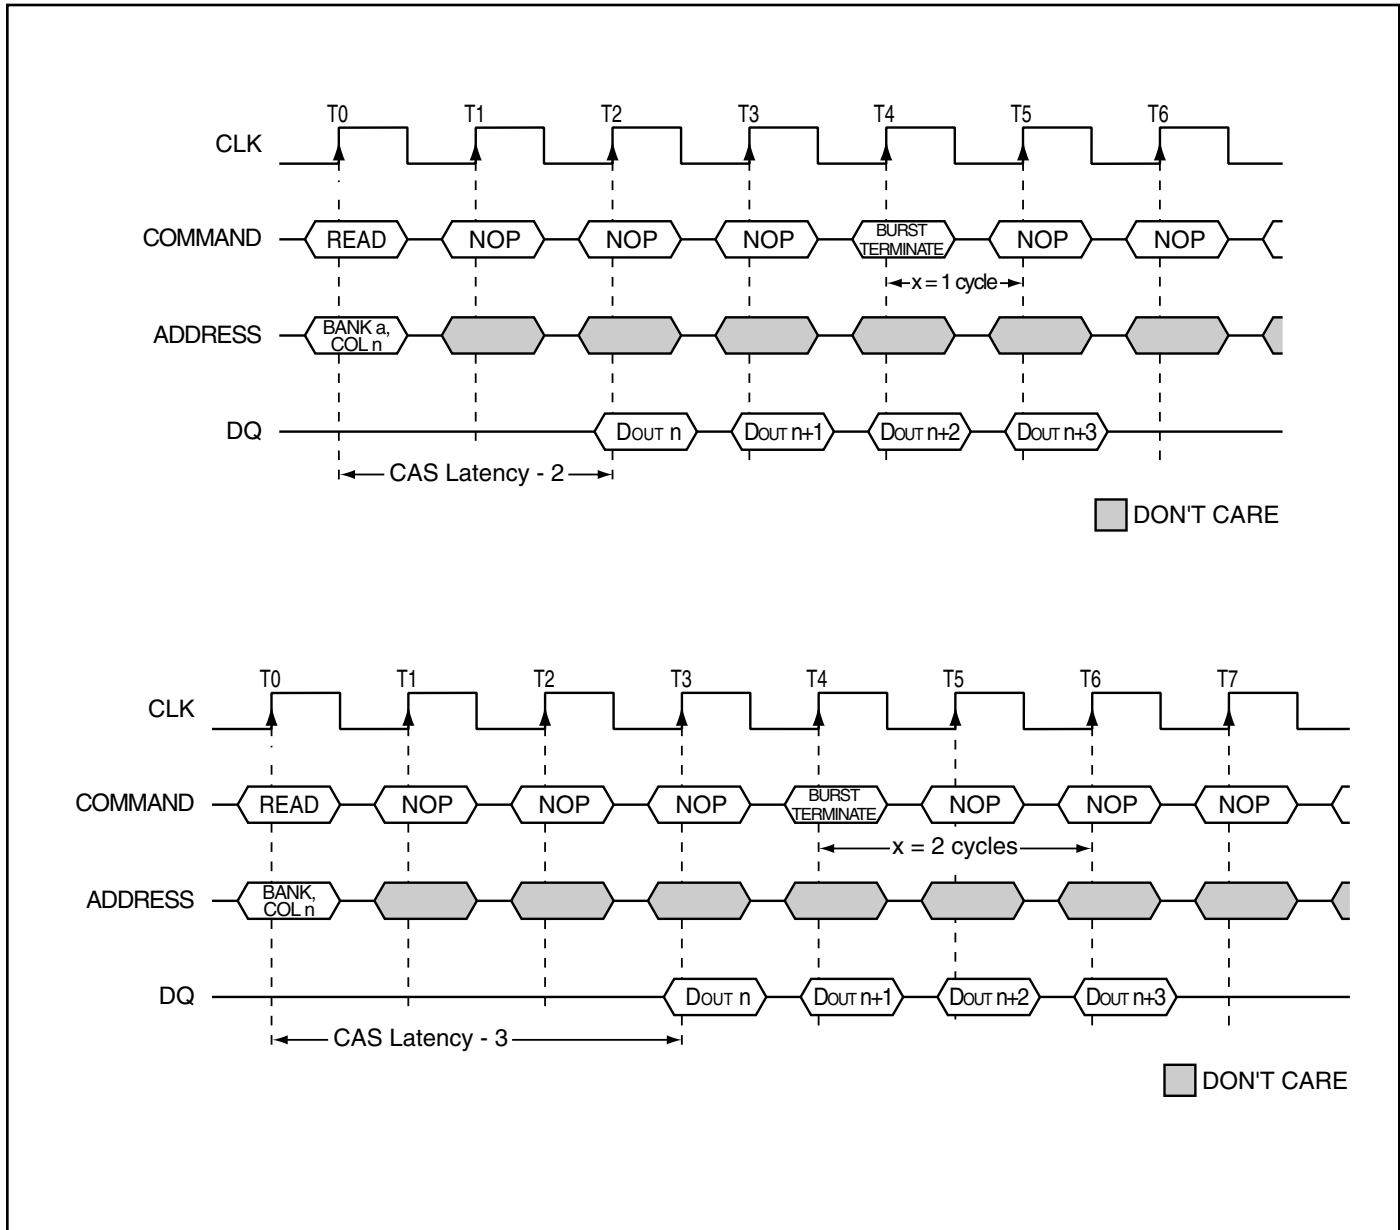 T0 T1 T2 T3 T4 T5 T6
CLK
COMMAND READ NOP NOP NOP BURST TERMINATE NOP NOP
x = 1 cycle
ADDRESS BANK a, COL n
DQ DOUT n DOUT n+1 DOUT n+2 DOUT n+3
CAS Latency - 2
DON'T CARE
T0 T1 T2 T3 T4 T5 T6 T7
CLK
COMMAND READ NOP NOP NOP BURST TERMINATE NOP NOP NOP
x = 2 cycles
ADDRESS BANK, COL n
DQ DOUT n DOUT n+1 DOUT n+2 DOUT n+3
CAS Latency - 3
DON'T CARE